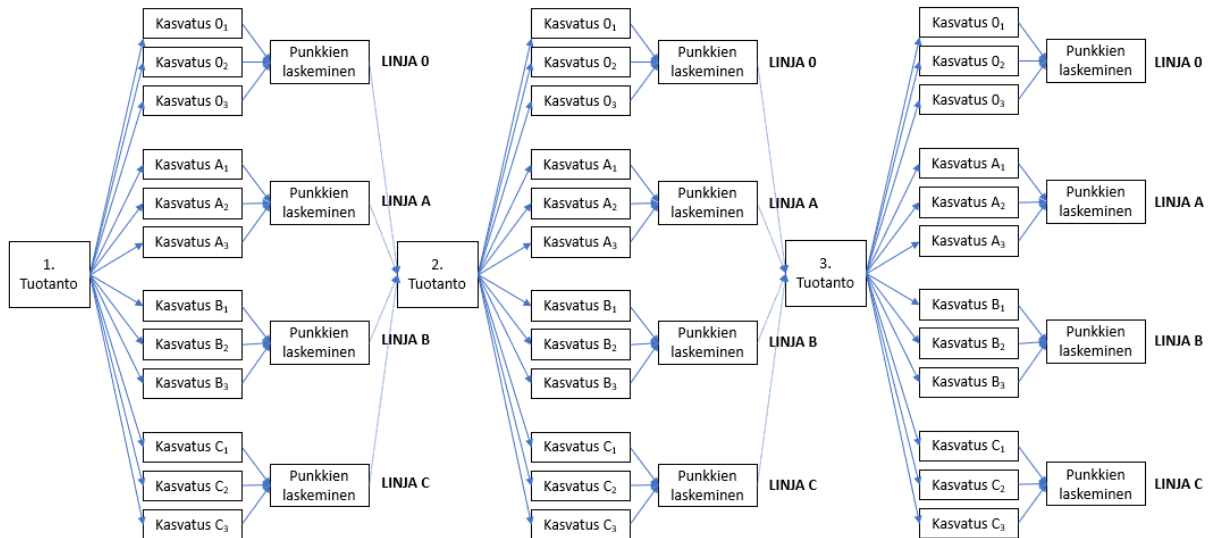 1.
Tuotanto
Kasvatus 0₁
Kasvatus 0₂
Kasvatus 0₃
Punkkien
laskeminen
LINJA 0
Kasvatus A₁
Kasvatus A₂
Kasvatus A₃
Punkkien
laskeminen
LINJA A
Kasvatus B₁
Kasvatus B₂
Kasvatus B₃
Punkkien
laskeminen
LINJA B
Kasvatus C₁
Kasvatus C₂
Kasvatus C₃
Punkkien
laskeminen
LINJA C
2.
Tuotanto
Kasvatus 0₁
Kasvatus 0₂
Kasvatus 0₃
Punkkien
laskeminen
LINJA 0
Kasvatus A₁
Kasvatus A₂
Kasvatus A₃
Punkkien
laskeminen
LINJA A
Kasvatus B₁
Kasvatus B₂
Kasvatus B₃
Punkkien
laskeminen
LINJA B
Kasvatus C₁
Kasvatus C₂
Kasvatus C₃
Punkkien
laskeminen
LINJA C
3.
Tuotanto
Kasvatus 0₁
Kasvatus 0₂
Kasvatus 0₃
Punkkien
laskeminen
LINJA 0
Kasvatus A₁
Kasvatus A₂
Kasvatus A₃
Punkkien
laskeminen
LINJA A
Kasvatus B₁
Kasvatus B₂
Kasvatus B₃
Punkkien
laskeminen
LINJA B
Kasvatus C₁
Kasvatus C₂
Kasvatus C₃
Punkkien
laskeminen
LINJA C